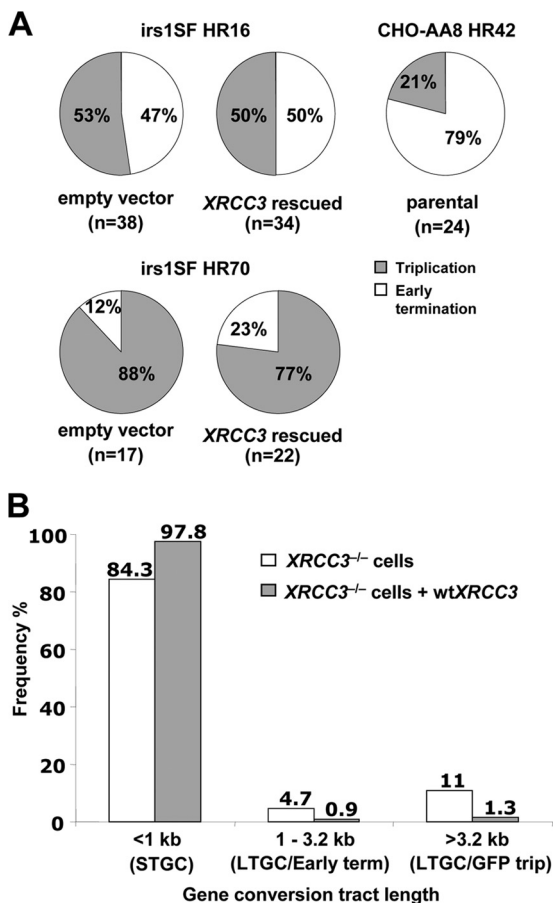 A
irs1SF HR16
CHO-AA8 HR42
53%
47%
50%
50%
21%
79%
empty vector
(n=38)
XRCC3 rescued
(n=34)
parental
(n=24)
irs1SF HR70
Triplication
Early
termination
12%
88%
23%
77%
empty vector
(n=17)
XRCC3 rescued
(n=22)
B
100
80
60
40
20
0
Frequency %
84.3
97.8
4.7
0.9
11
1.3
XRCC3–/– cells
XRCC3–/– cells + wtXRCC3
<1 kb
(STGC)
1 - 3.2 kb
(LTGC/Early term)
>3.2 kb
(LTGC/GFP trip)
Gene conversion tract length